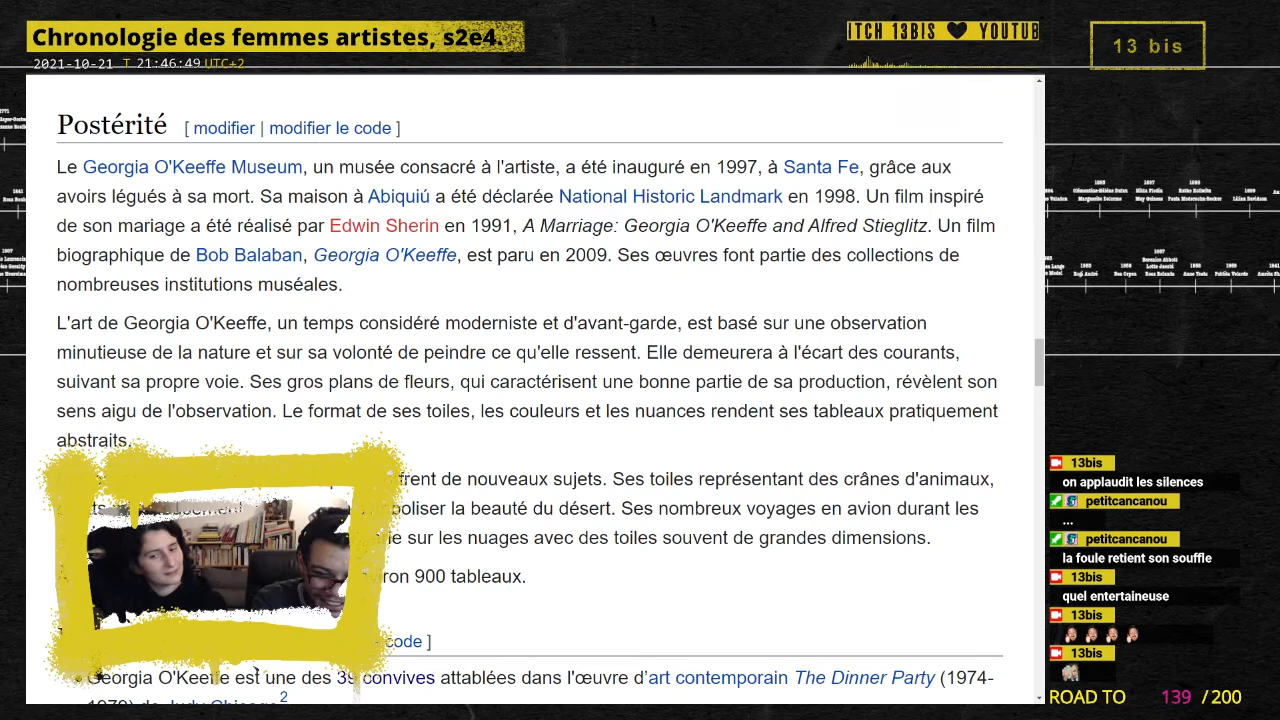 Chronologie des femmes artistes, s2e4.
ITCH 13BIS YOUTUB
13 bis
2021-10-21 T 21:46:49 UTC+2
Postérité [ modifier | modifier le code ]
Le Georgia O'Keeffe Museum, un musée consacré à l'artiste, a été inauguré en 1997, à Santa Fe, grâce aux
avoirs légués à sa mort. Sa maison à Abiquiú a été déclarée National Historic Landmark en 1998. Un film inspiré
de son mariage a été réalisé par Edwin Sherin en 1991, A Marriage: Georgia O'Keeffe and Alfred Stieglitz. Un film
biographique de Bob Balaban, Georgia O'Keeffe, est paru en 2009. Ses œuvres font partie des collections de
nombreuses institutions muséales.
L'art de Georgia O'Keeffe, un temps considéré moderniste et d'avant-garde, est basé sur une observation
minutieuse de la nature et sur sa volonté de peindre ce qu'elle ressent. Elle demeurera à l'écart des courants,
suivant sa propre voie. Ses gros plans de fleurs, qui caractérisent une bonne partie de sa production, révèlent son
sens aigu de l'observation. Le format de ses toiles, les couleurs et les nuances rendent ses tableaux pratiquement
abstraits.
frent de nouveaux sujets. Ses toiles représentant des crânes d'animaux,
boliser la beauté du désert. Ses nombreux voyages en avion durant les
ie sur les nuages avec des toiles souvent de grandes dimensions.
iron 900 tableaux.
code ]
Georgia O'Keeffe est une des 39 convives attablées dans l'œuvre d'art contemporain The Dinner Party (1974-
1979) de Judy Chicago 2
13bis
on applaudit les silences
petitcancanou
...
petitcancanou
la foule retient son souffle
13bis
quel entertaineuse
13bis
13bis
ROAD TO 139 / 200